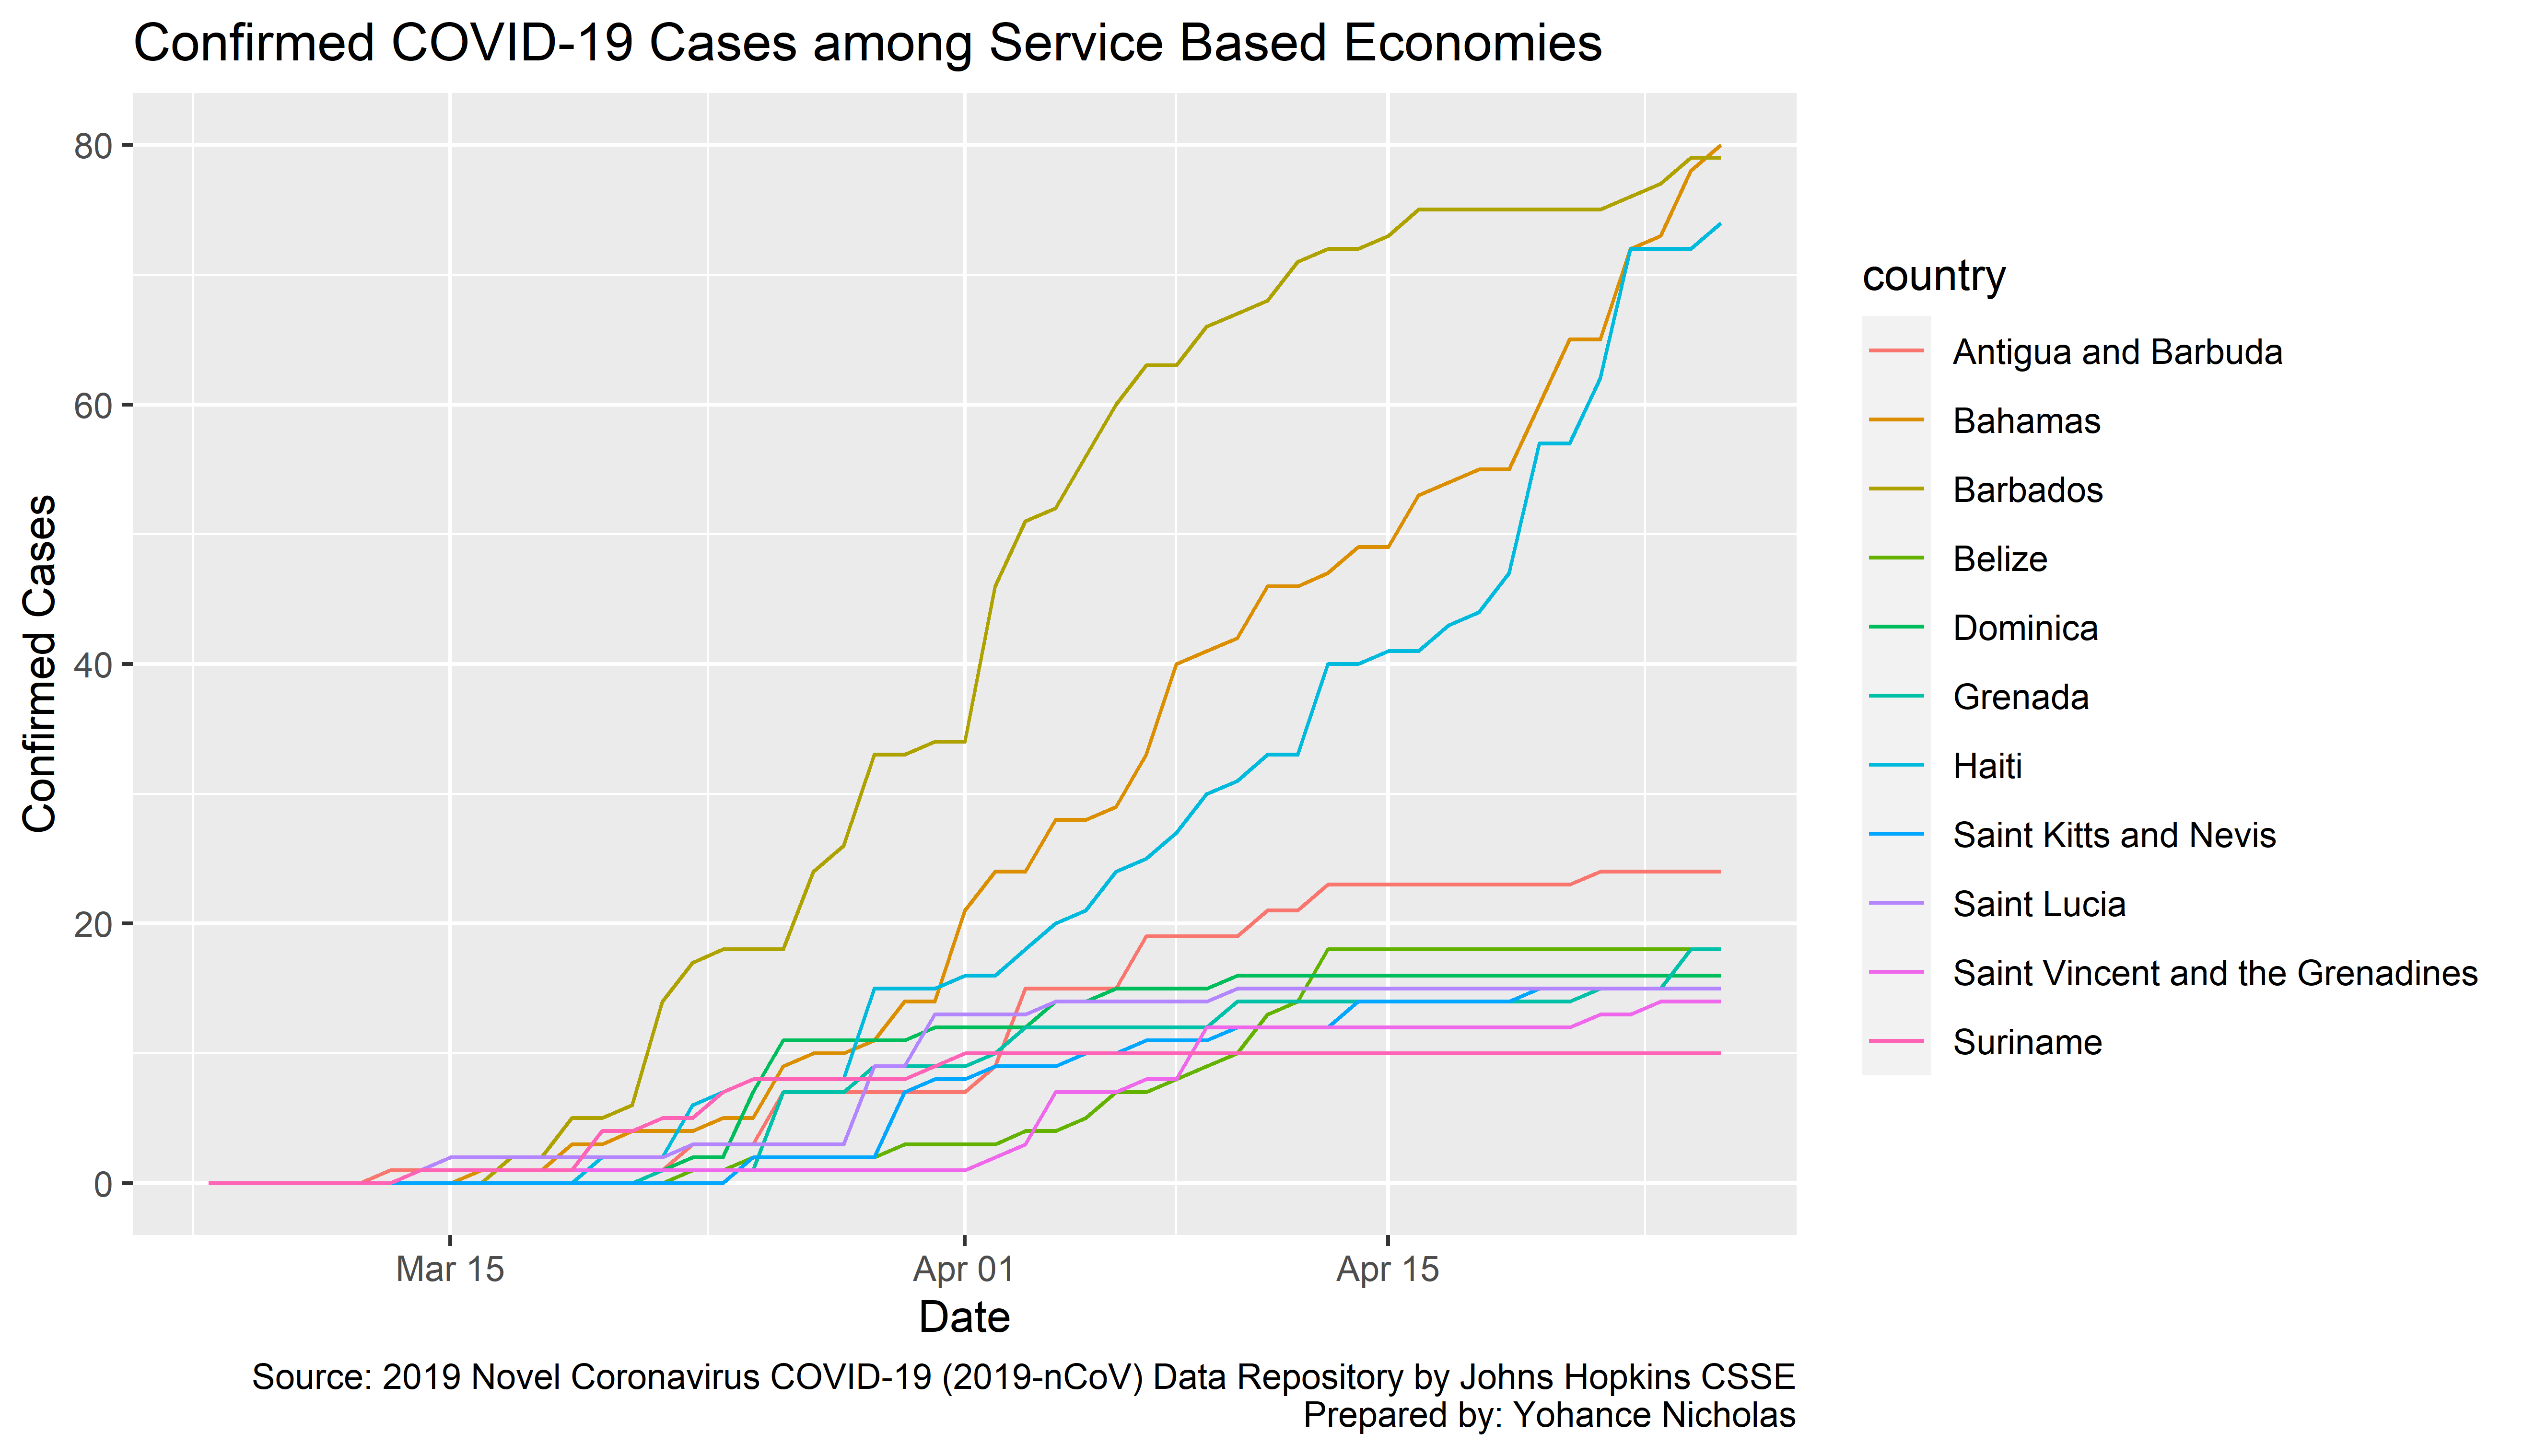 Confirmed COVID-19 Cases among Service Based Economies
80
60
40
20
0
Confirmed Cases
Mar 15
Apr 01
Apr 15
Date
country
Antigua and Barbuda
Bahamas
Barbados
Belize
Dominica
Grenada
Haiti
Saint Kitts and Nevis
Saint Lucia
Saint Vincent and the Grenadines
Suriname
Source: 2019 Novel Coronavirus COVID-19 (2019-nCoV) Data Repository by Johns Hopkins CSSE
Prepared by: Yohance Nicholas